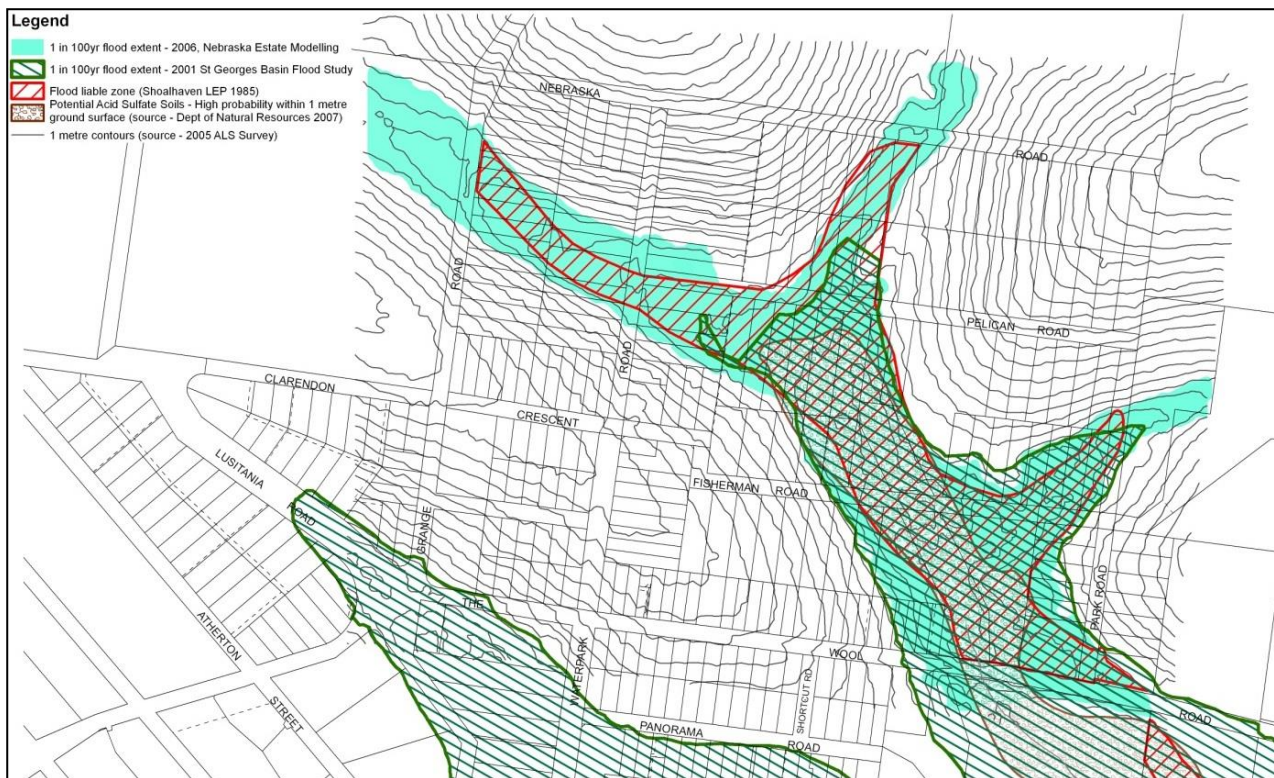 Legend
1 in 100yr flood extent - 2006, Nebraska Estate Modelling
1 in 100yr flood extent - 2001 St Georges Basin Flood Study
Flood liable zone (Shoalhaven LEP 1985)
Potential Acid Sulfate Soils - High probability within 1 metre
ground surface (source - Dept of Natural Resources 2007)
1 metre contours (source - 2005 ALS Survey)
NEBRASKA
ROAD
ROAD
PELICAN ROAD
ROAD
CLARENDON
CRESCENT
LUSITANIA
ROAD
FISHERMAN ROAD
GRANGE
THE
WOOL
ROAD
PARK ROAD
ATHERTON
STREET
WATERPARK
SHORTCUT RD
PANORAMA
ROAD